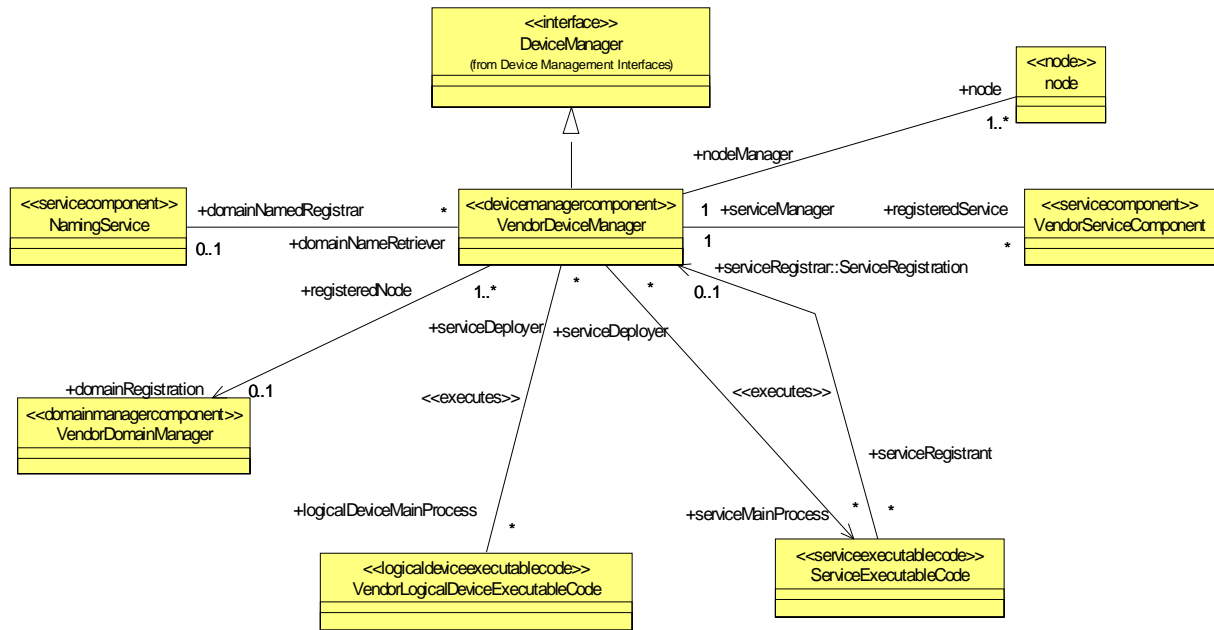 <<interface>>
DeviceManager
(from Device Management Interfaces)
<<node>>
node
+node
1..*
+nodeManager
<<servicecomponent>>
NamingService
+domainNamedRegistrar
*
0..1
+domainNameRetriever
<<devicemanagercomponent>>
VendorDeviceManager
1
+serviceManager
+registeredService
1
*
<<servicecomponent>>
VendorServiceComponent
+serviceRegistrar::ServiceRegistration
0..1
+registeredNode
1..*
*
*
+serviceDeployer
+serviceDeployer
+domainRegistration
0..1
<<executes>>
<<executes>>
<<domainmanagercomponent>>
VendorDomainManager
+serviceRegistrant
+logicalDeviceMainProcess
*
+serviceMainProcess
*
*
<<logicaldeviceexecutablecode>>
VendorLogicalDeviceExecutableCode
<<serviceexecutablecode>>
ServiceExecutableCode